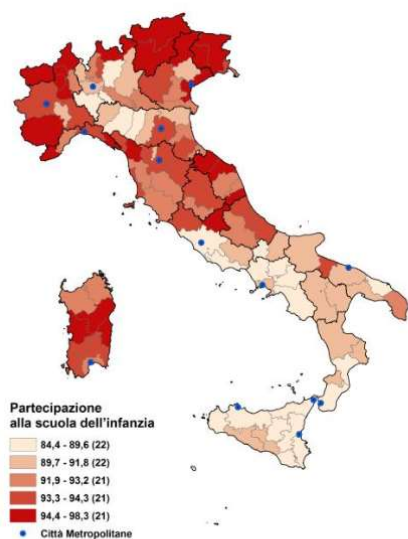 Partecipazione
alla scuola dell'infanzia
84,4 - 89,6 (22)
89,7 - 91,8 (22)
91,9 - 93,2 (21)
93,3 - 94,3 (21)
94,4 - 98,3 (21)
Città Metropolitane